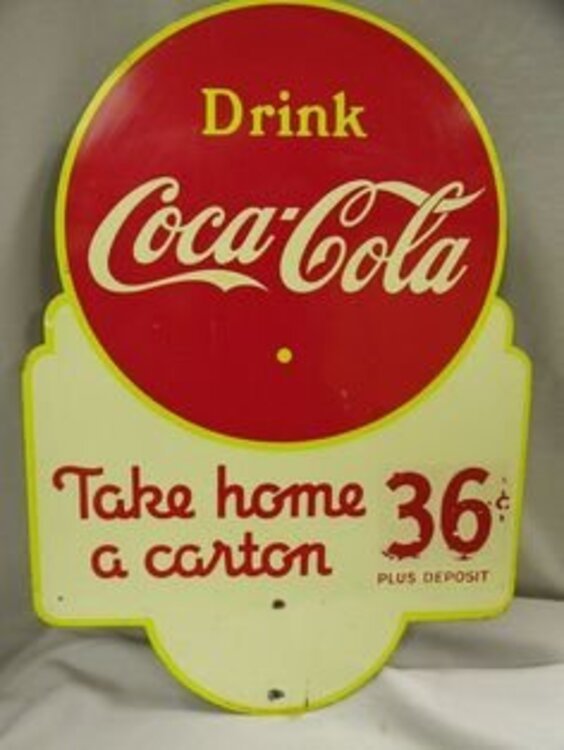 Drink
Coca-Cola
Take home
a carton
36¢
PLUS DEPOSIT